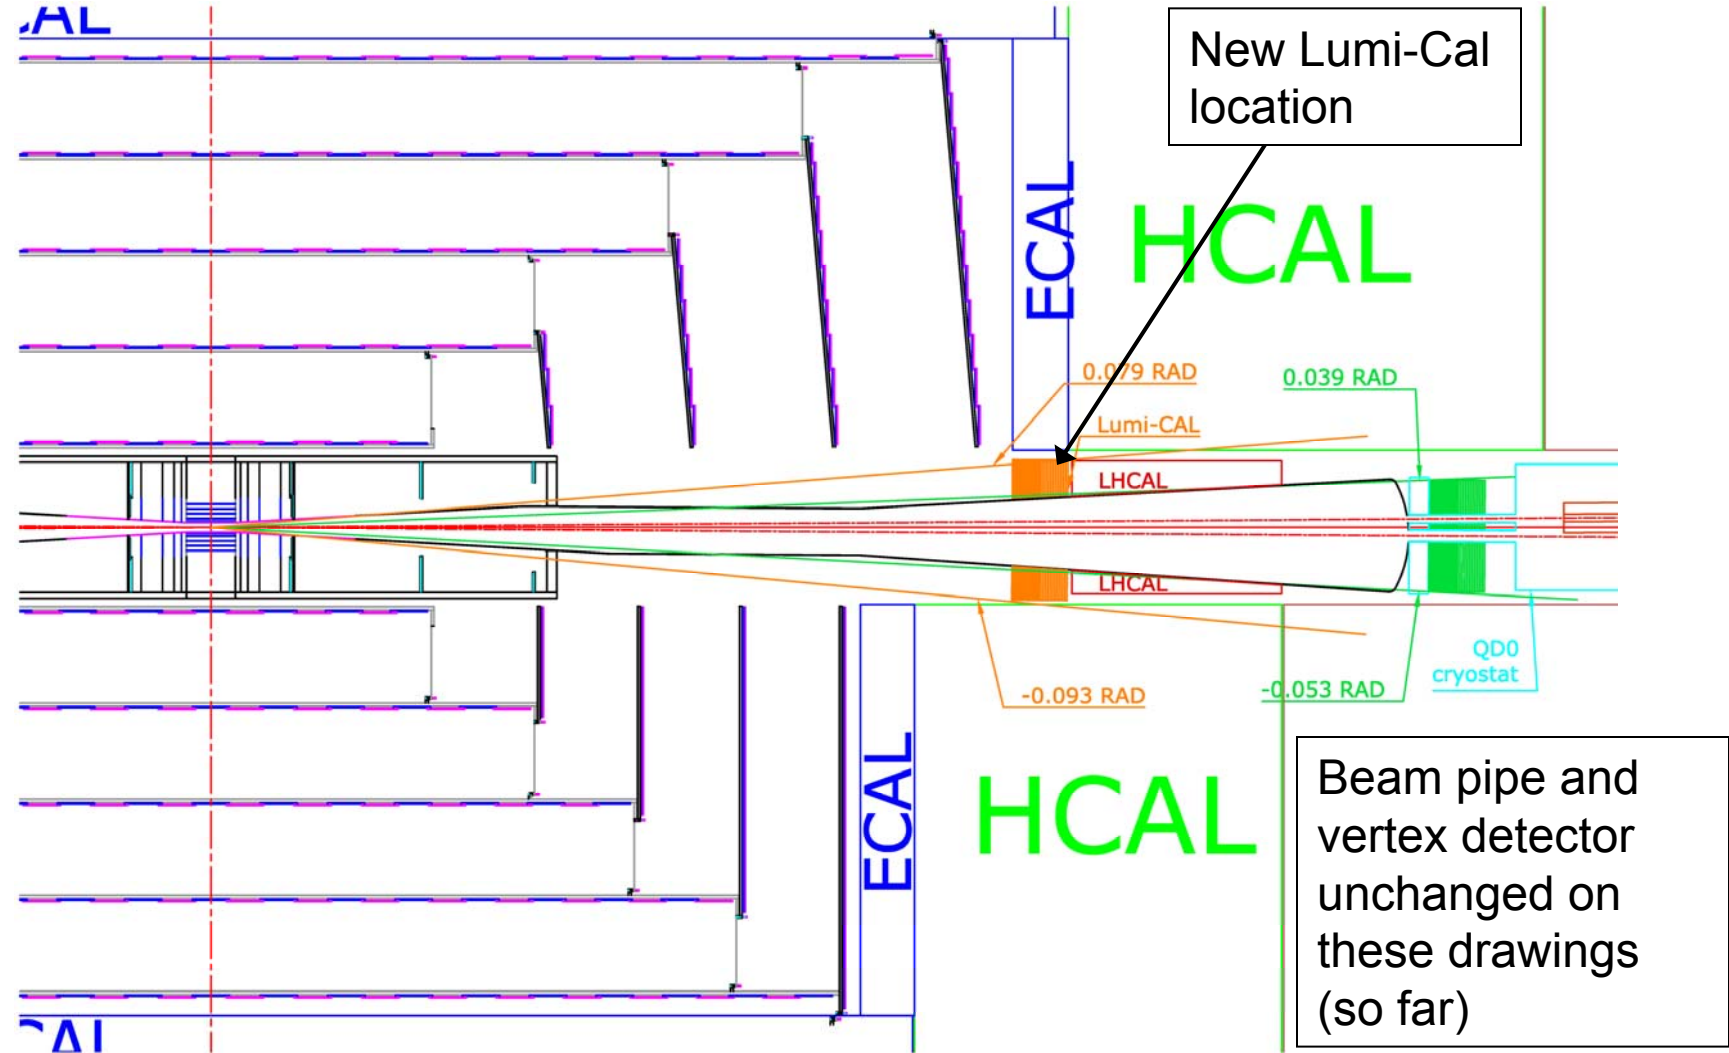 New Lumi-Cal
location
ECAL
HCAL
0.079 RAD
0.039 RAD
Lumi-CAL
LHCAL
LHCAL
QD0
cryostat
-0.093 RAD
-0.053 RAD
ECAL
HCAL
Beam pipe and
vertex detector
unchanged on
these drawings
(so far)